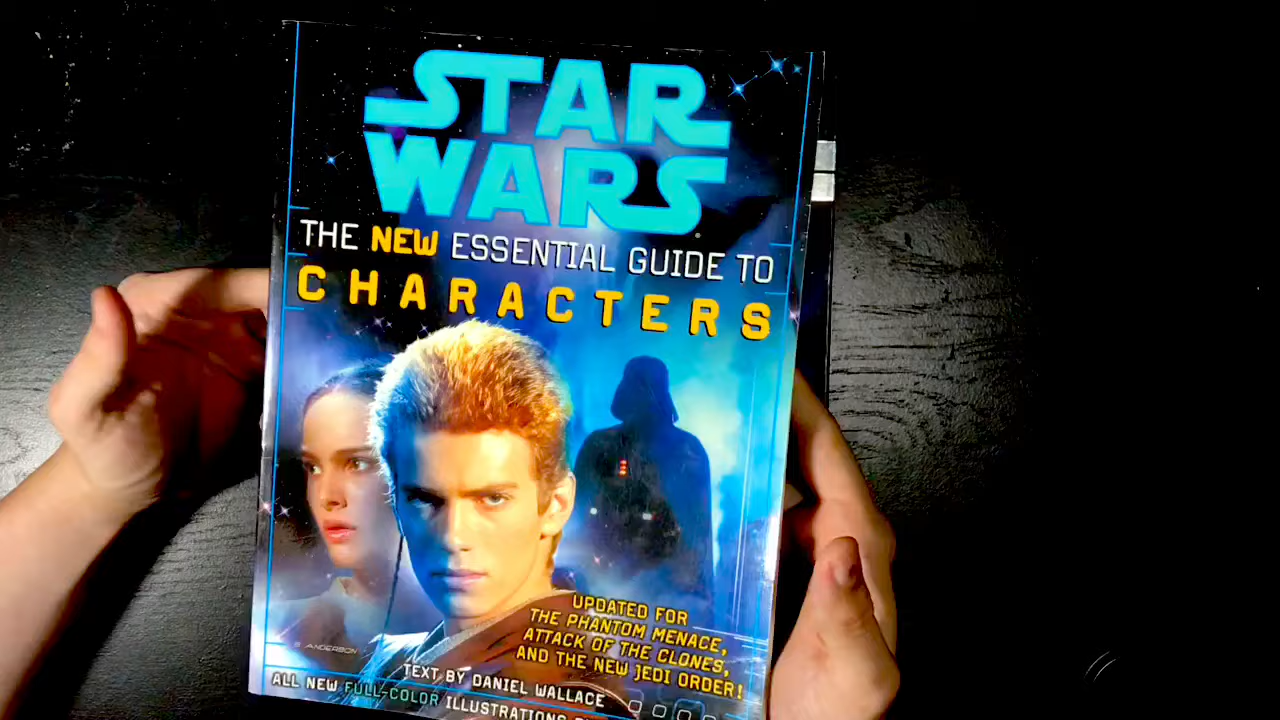 STAR
WARS
THE NEW ESSENTIAL GUIDE TO
CHARACTERS
UPDATED FOR
THE PHANTOM MENACE,
ATTACK OF THE CLONES,
AND THE NEW JEDI ORDER!
ANDERSON
TEXT BY DANIEL WALLACE
ALL NEW FULL-COLOR ILLUSTRATIONS